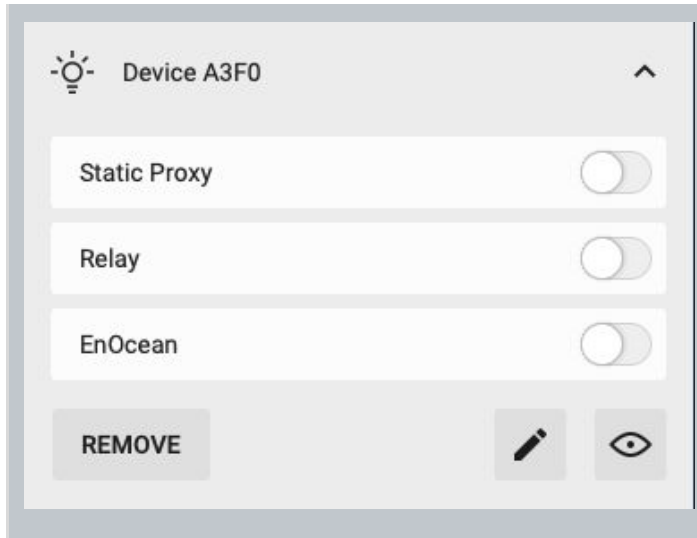 Device A3F0
Static Proxy
Relay
EnOcean
REMOVE